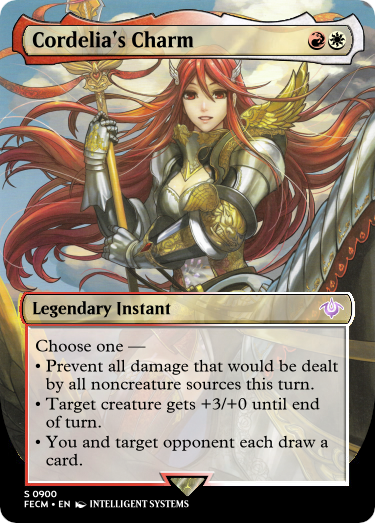 Cordelia's Charm
Legendary Instant
Choose one —
• Prevent all damage that would be dealt
by all noncreature sources this turn.
• Target creature gets +3/+0 until end
of turn.
• You and target opponent each draw a
card.
S 0900
FECM • EN INTELLIGENT SYSTEMS